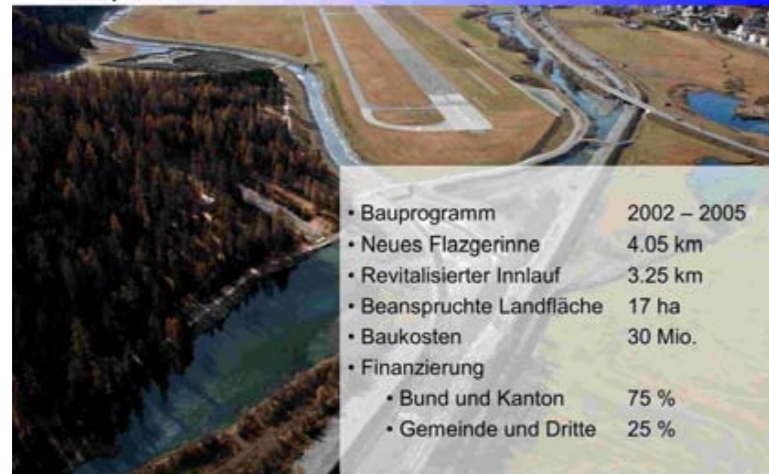 • Bauprogramm 2002 – 2005
• Neues Flazgerinne 4.05 km
• Revitalisierter Innlauf 3.25 km
• Beanspruchte Landfläche 17 ha
• Baukosten 30 Mio.
• Finanzierung
• Bund und Kanton 75 %
• Gemeinde und Dritte 25 %